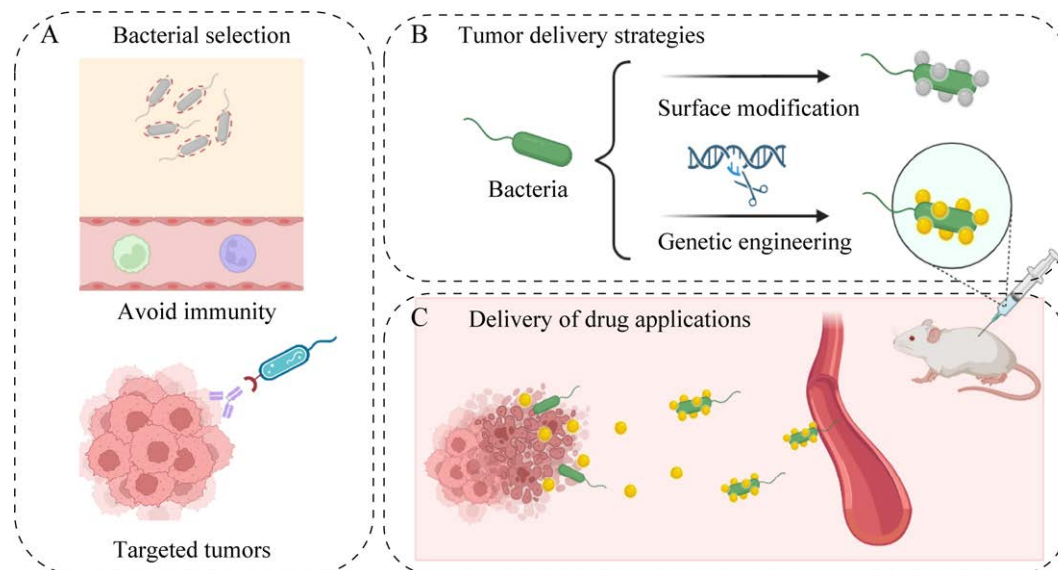 A
Bacterial selection
Avoid immunity
Targeted tumors
B
Tumor delivery strategies
Bacteria
Surface modification
Genetic engineering
C
Delivery of drug applications